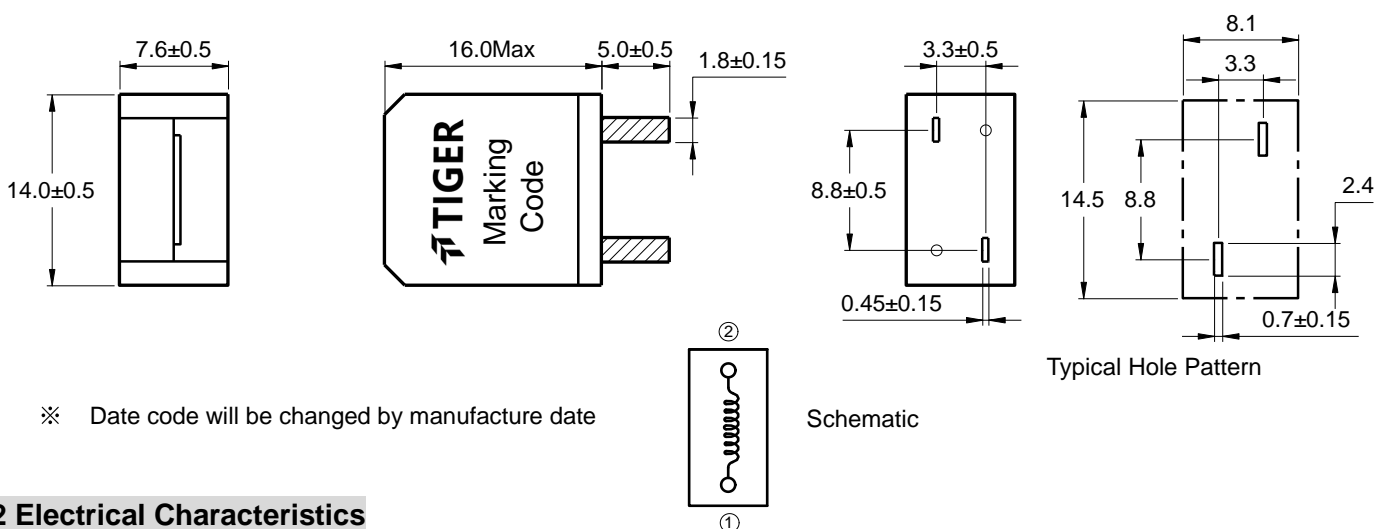 7.6±0.5
16.0Max
5.0±0.5
1.8±0.15
3.3±0.5
8.1
3.3
14.0±0.5
TIGER
Marking
Code
8.8±0.5
14.5
8.8
2.4
0.45±0.15
0.7±0.15
Typical Hole Pattern
②
※ Date code will be changed by manufacture date
Schematic
①
2 Electrical Characteristics